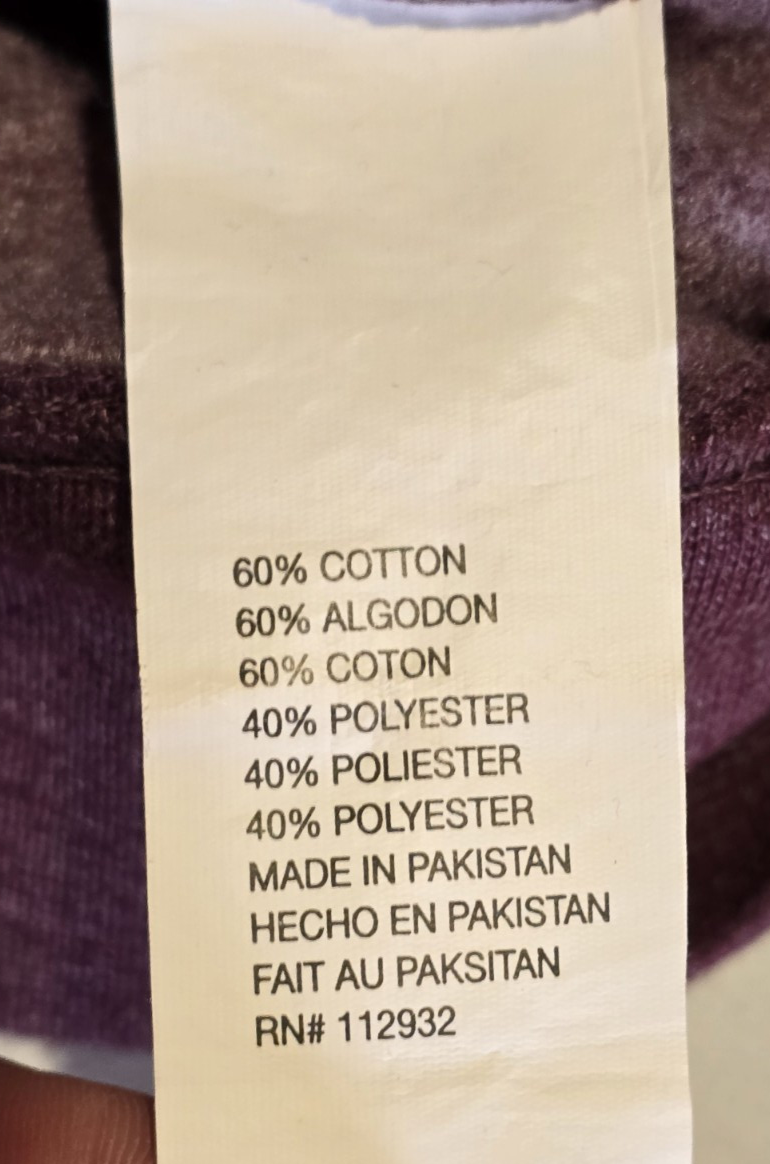 60% COTTON
60% ALGODON
60% COTON
40% POLYESTER
40% POLIESTER
40% POLYESTER
MADE IN PAKISTAN
HECHO EN PAKISTAN
FAIT AU PAKSITAN
RN# 112932